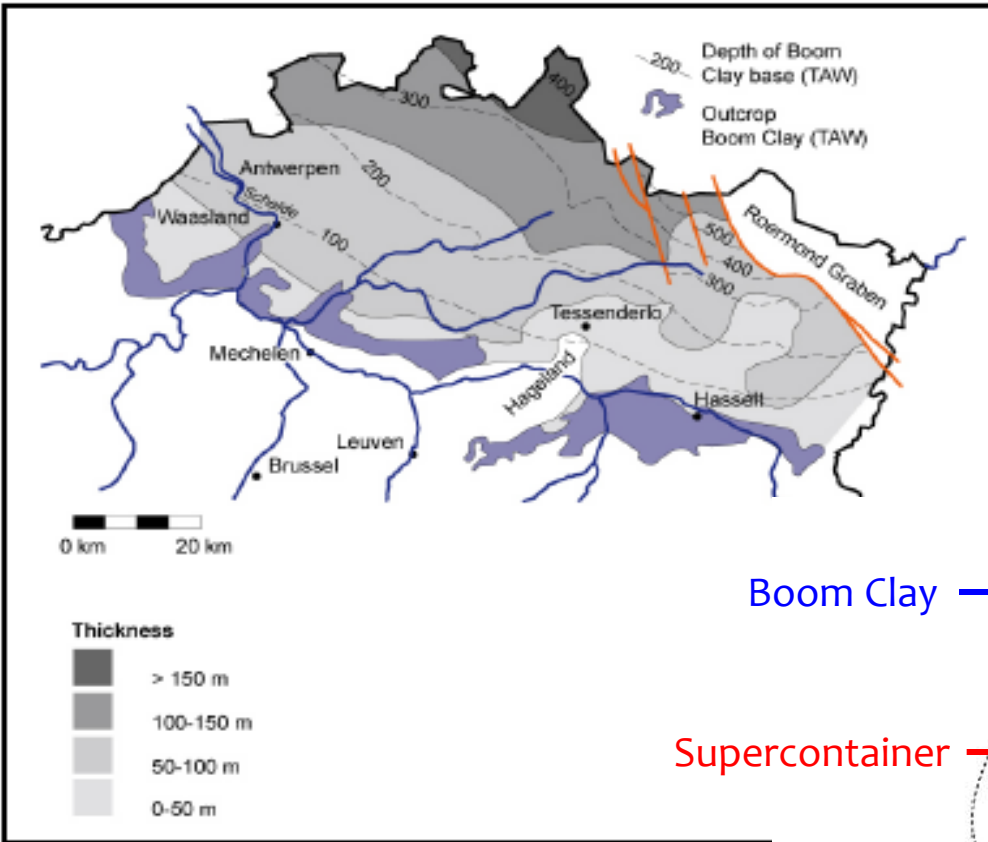 Depth of Boom
Clay base (TAW)
200
Outcrop
Boom Clay (TAW)
400
300
200
100
Antwerpen
Schelde
Waasland
500
400
300
Roermond Graben
Tessenderlo
Mechelen
Hageland
Hasselt
Leuven
Brussel
0 km 20 km
Boom Clay
Thickness
> 150 m
100-150 m
Supercontainer
50-100 m
0-50 m